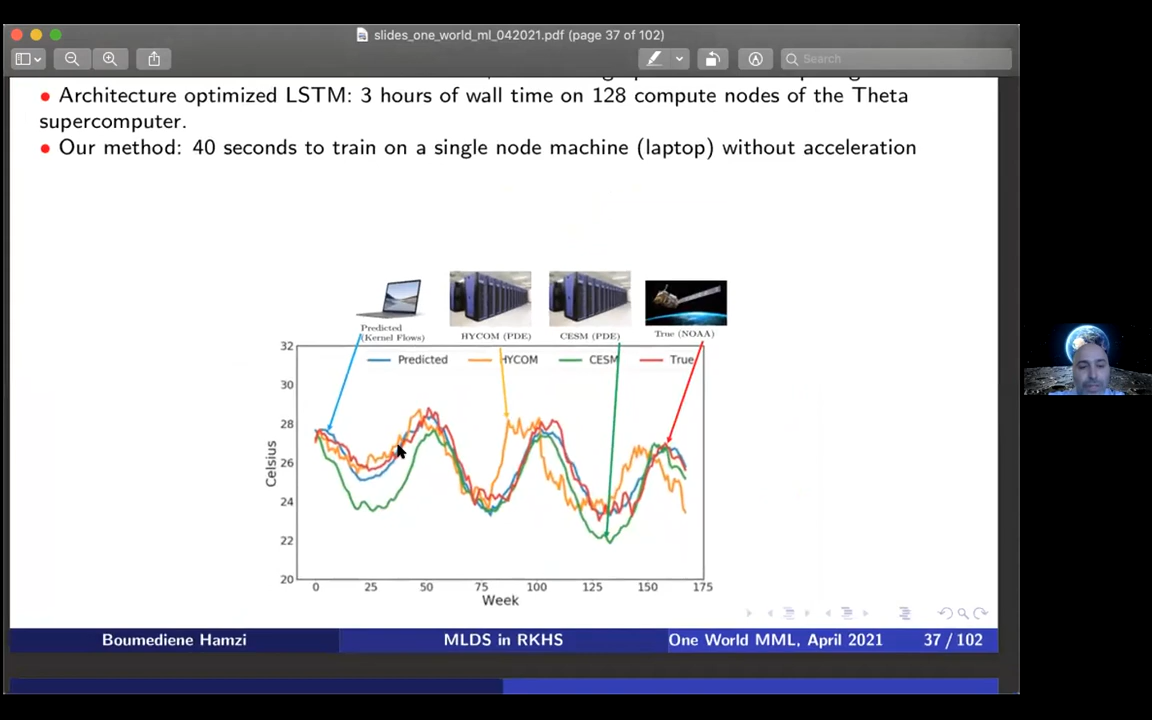 slides_one_world_ml_042021.pdf (page 37 of 102)
Search
• Architecture optimized LSTM: 3 hours of wall time on 128 compute nodes of the Theta
supercomputer.
• Our method: 40 seconds to train on a single node machine (laptop) without acceleration
Predicted
(Kernel Flows)
HYCOM (PDE)
CESM (PDE)
True (NOAA)
Predicted HYCOM CESM True
32
30
28
26
24
22
20
Celsius
0 25 50 75 100 125 150 175
Week
Boumediene Hamzi MLDS in RKHS One World MML, April 2021 37 / 102